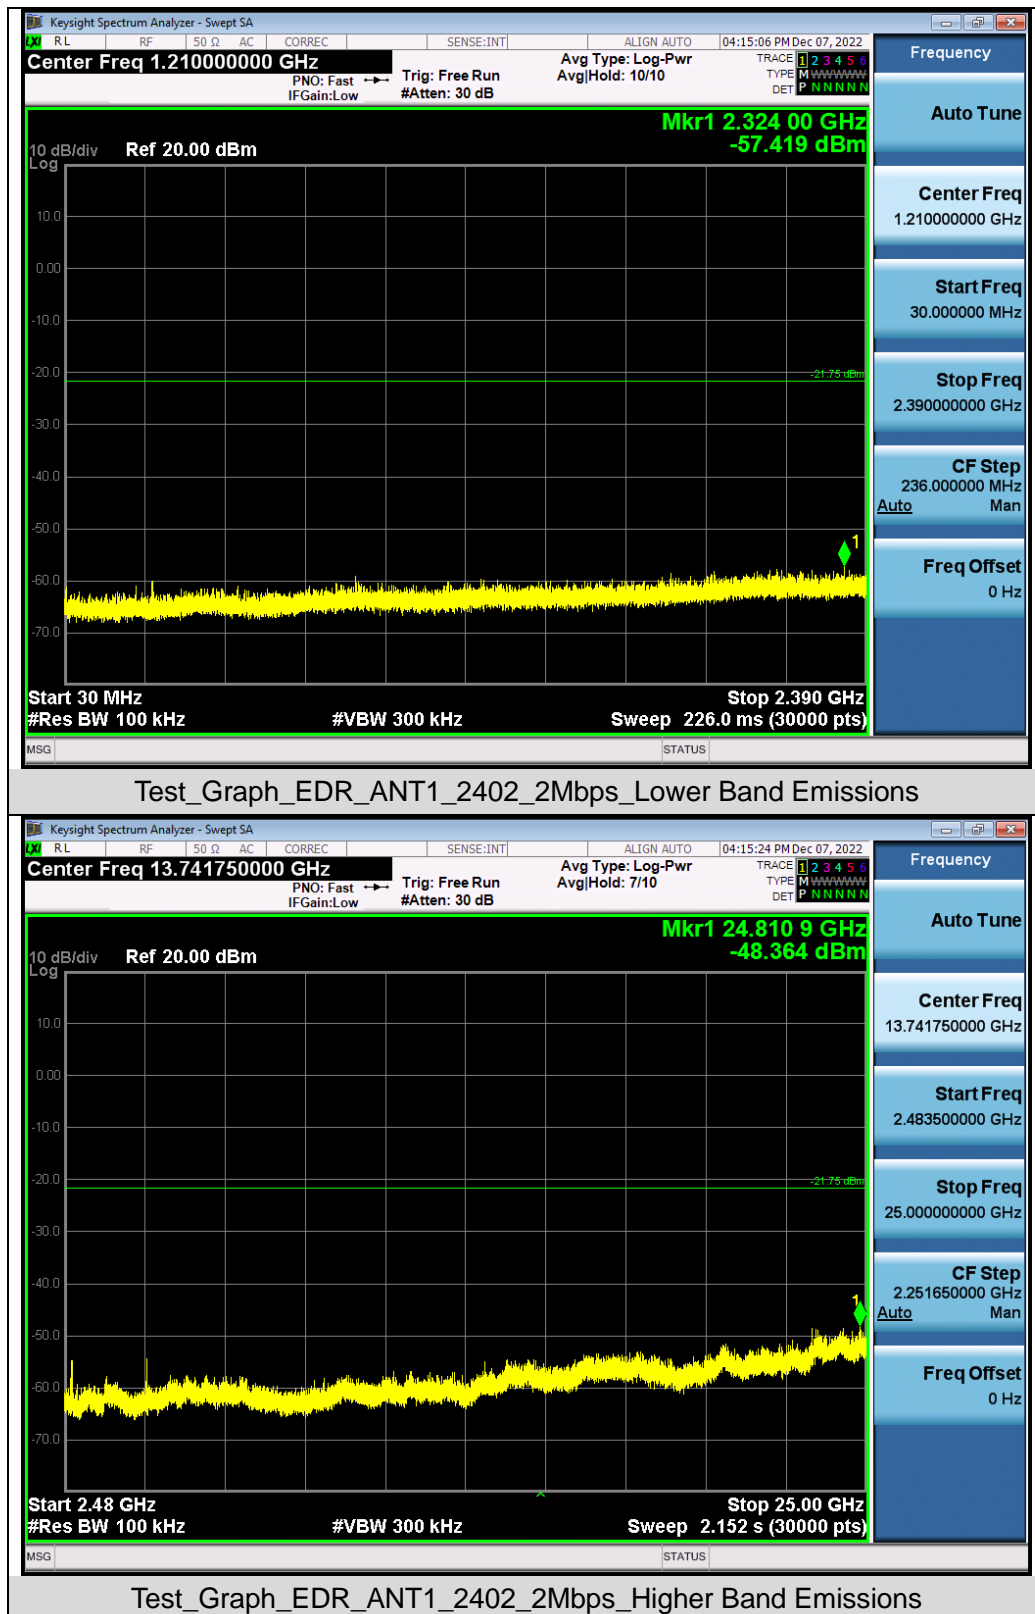 Keysight Spectrum Analyzer - Swept SA
LXI RL RF 50 Ω AC CORREC SENSE:INT ALIGN AUTO 04:15:06 PM Dec 07, 2022
Center Freq 1.210000000 GHz
PNO: Fast
IFGain:Low
Trig: Free Run
#Atten: 30 dB
Avg Type: Log-Pwr
Avg|Hold: 10/10
TRACE 1 2 3 4 5 6
TYPE M WWWWW
DET P N N N N N
Mkr1 2.324 00 GHz
-57.419 dBm
10 dB/div Ref 20.00 dBm
Log
10.0
0.00
-10.0
-20.0
-21.75 dBm
-30.0
-40.0
-50.0
1
-60.0
-70.0
Start 30 MHz Stop 2.390 GHz
#Res BW 100 kHz #VBW 300 kHz Sweep 226.0 ms (30000 pts)
MSG STATUS
Frequency
Auto Tune
Center Freq
1.210000000 GHz
Start Freq
30.000000 MHz
Stop Freq
2.390000000 GHz
CF Step
236.000000 MHz
Auto Man
Freq Offset
0 Hz
Test_Graph_EDR_ANT1_2402_2Mbps_Lower Band Emissions
Keysight Spectrum Analyzer - Swept SA
LXI RL RF 50 Ω AC CORREC SENSE:INT ALIGN AUTO 04:15:24 PM Dec 07, 2022
Center Freq 13.741750000 GHz
PNO: Fast
IFGain:Low
Trig: Free Run
#Atten: 30 dB
Avg Type: Log-Pwr
Avg|Hold: 7/10
TRACE 1 2 3 4 5 6
TYPE M WWWWW
DET P N N N N N
Mkr1 24.810 9 GHz
-48.364 dBm
10 dB/div Ref 20.00 dBm
Log
10.0
0.00
-10.0
-20.0
-21.75 dBm
-30.0
-40.0
1
-50.0
-60.0
-70.0
Start 2.48 GHz Stop 25.00 GHz
#Res BW 100 kHz #VBW 300 kHz Sweep 2.152 s (30000 pts)
MSG STATUS
Frequency
Auto Tune
Center Freq
13.741750000 GHz
Start Freq
2.483500000 GHz
Stop Freq
25.000000000 GHz
CF Step
2.251650000 GHz
Auto Man
Freq Offset
0 Hz
Test_Graph_EDR_ANT1_2402_2Mbps_Higher Band Emissions